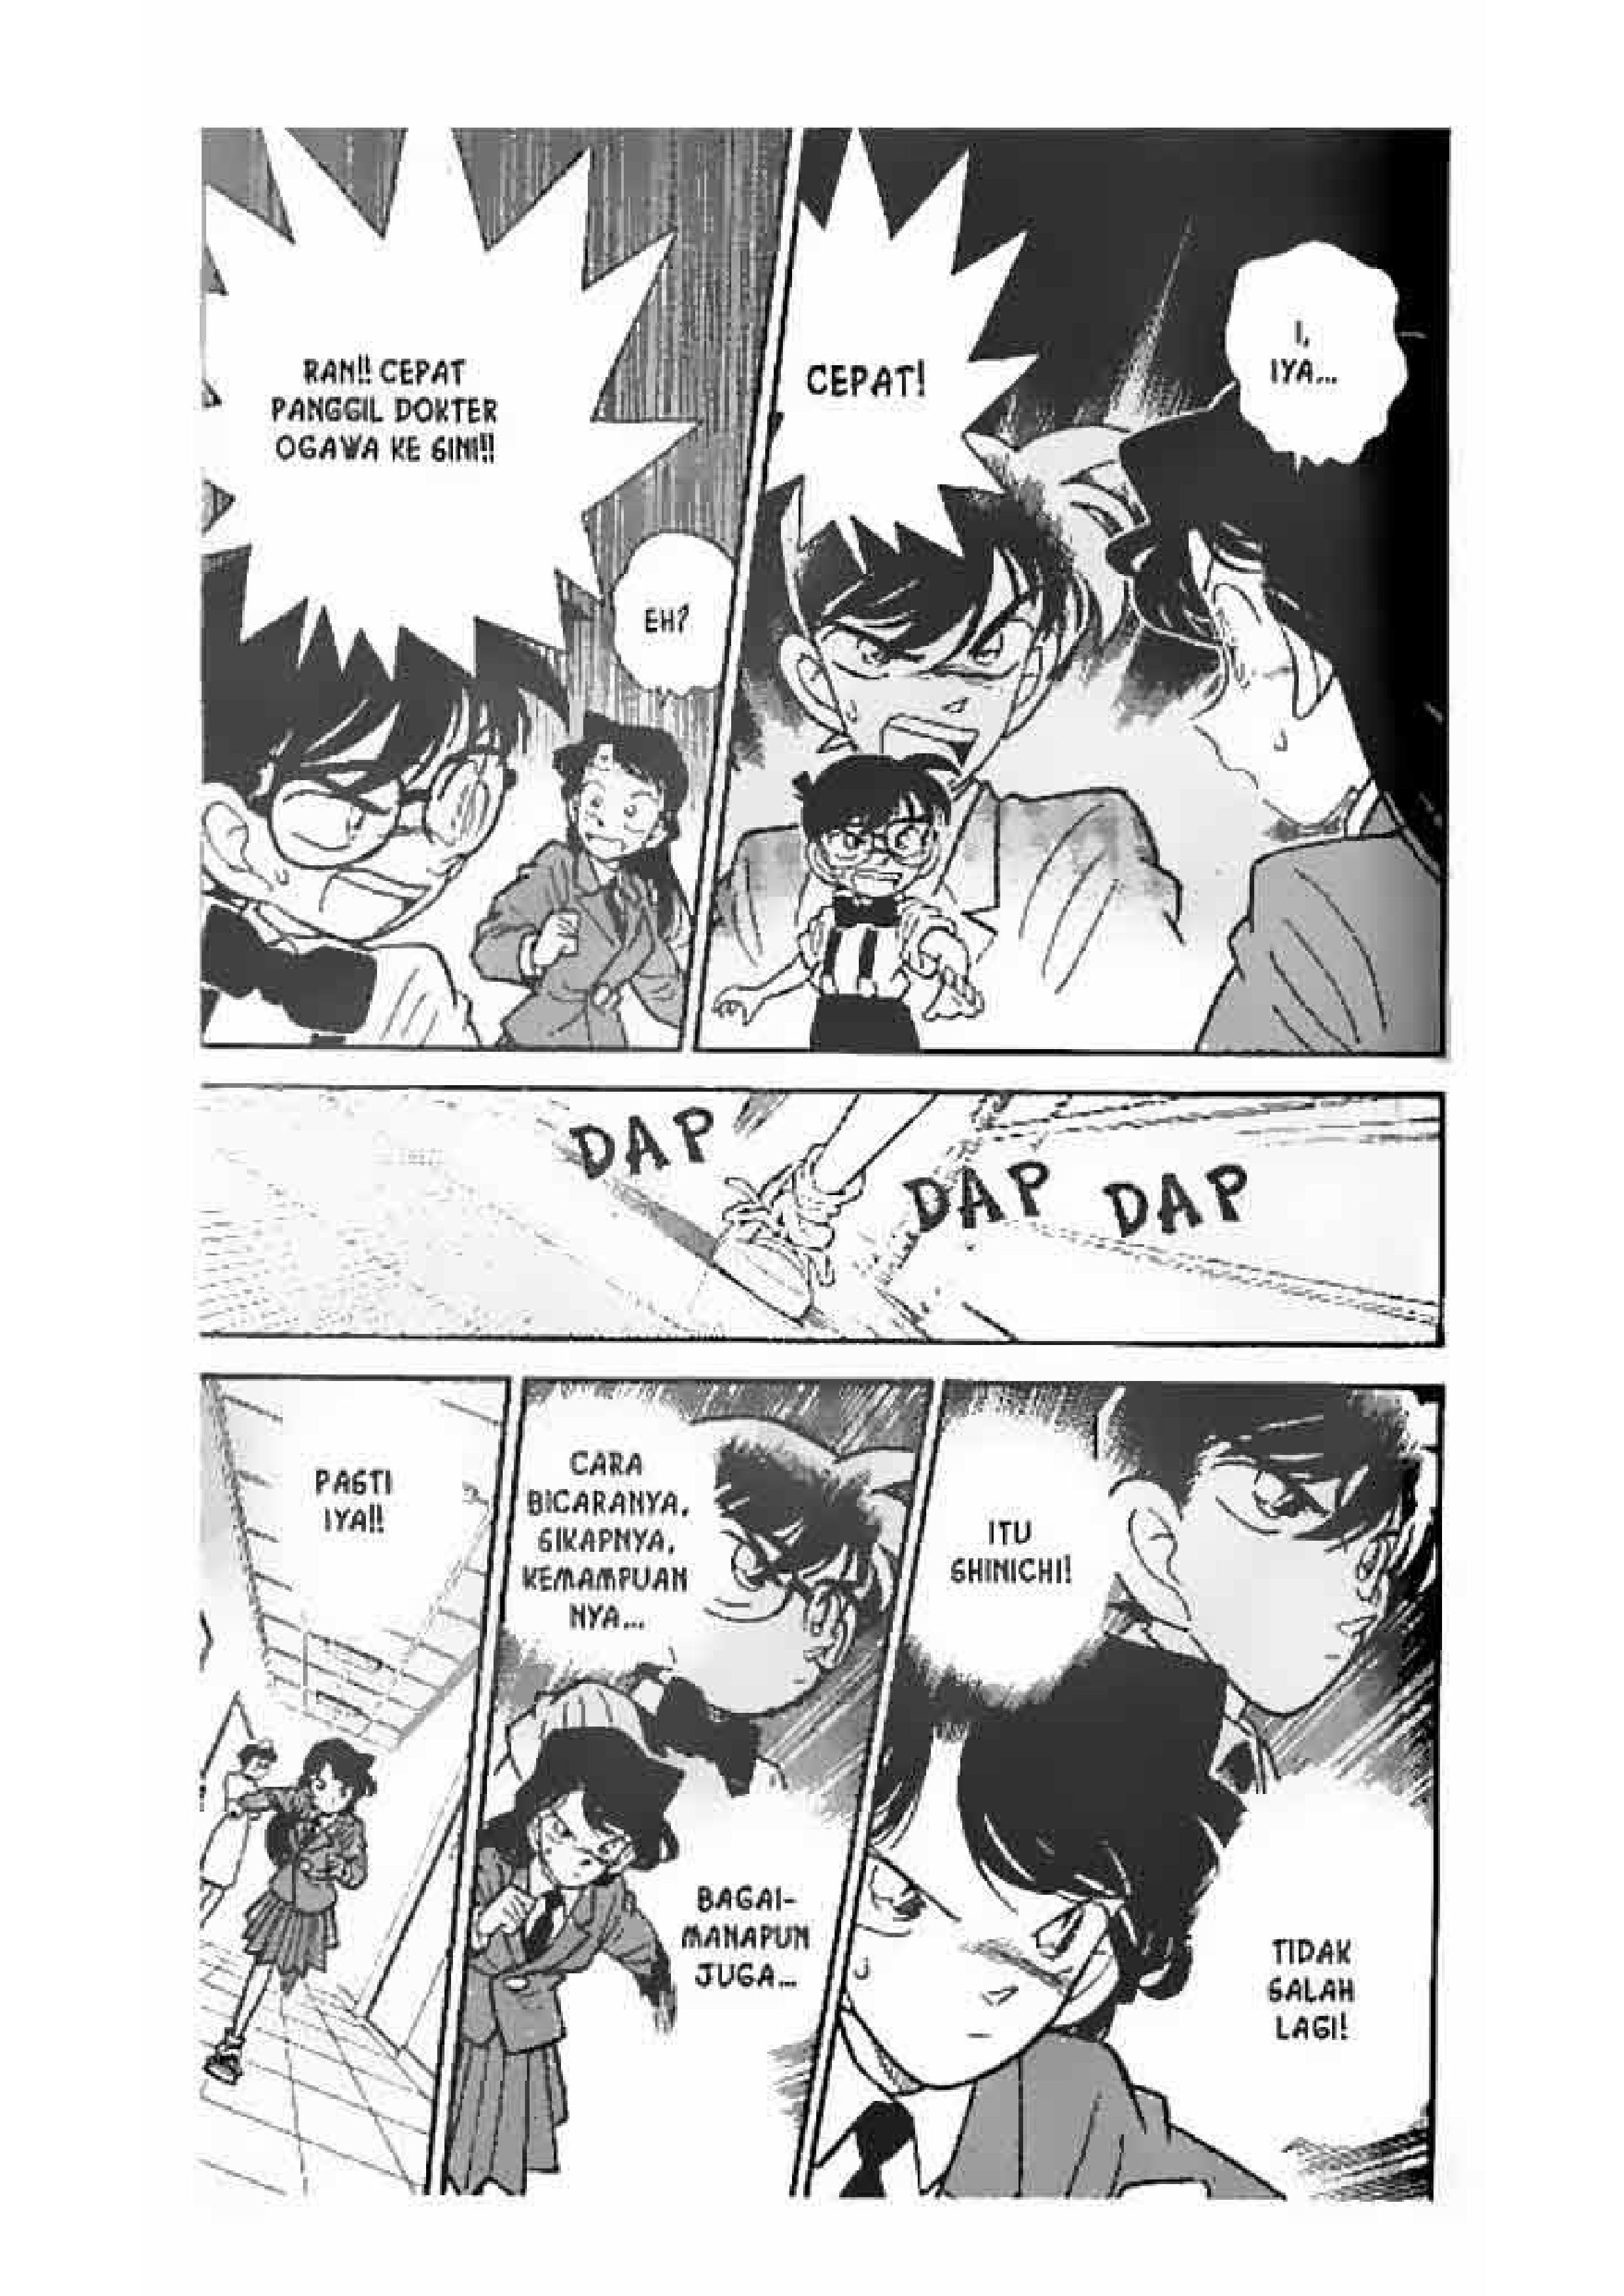 RAN!! CEPAT
PANGGIL DOKTER
OGAWA KE SINI!!
EH?
CEPAT!
I,
IYA...
DAP
DAP
DAP
PASTI
IYA!!
CARA
BICARANYA,
SIKAPNYA,
KEMAMPUAN
NYA...
BAGAI-
MANAPUN
JUGA...
ITU
SHINICHI!
TIDAK
SALAH
LAGI!